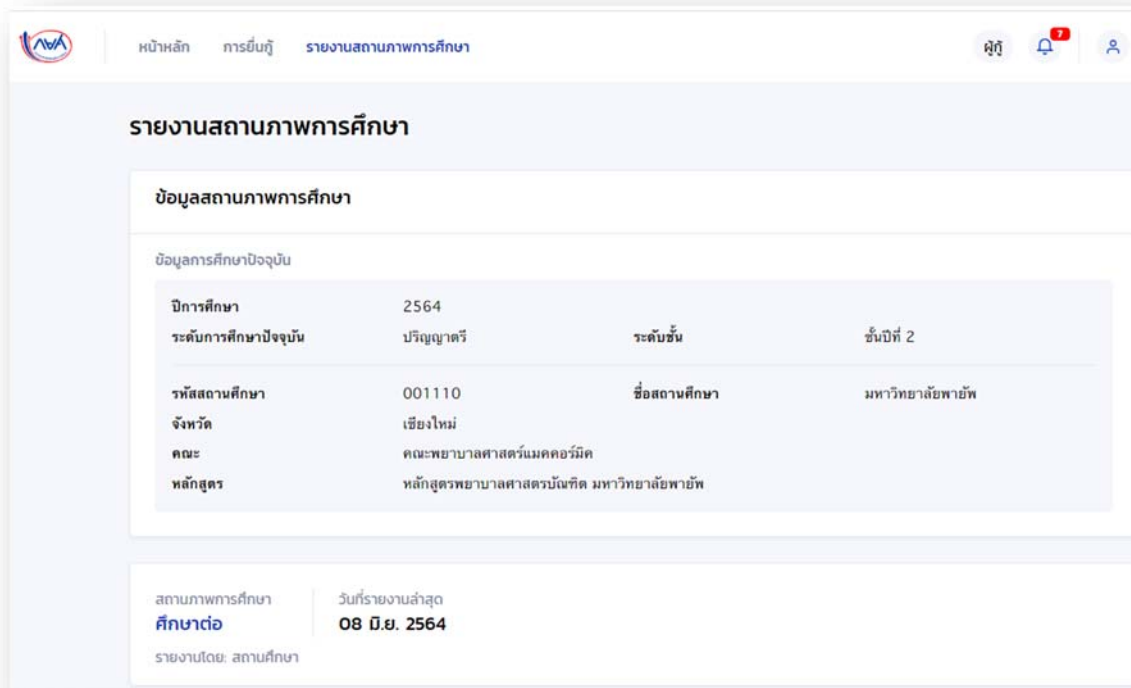 กยศ
หน้าหลัก การยื่นกู้ รายงานสถานภาพการศึกษา ผู้กู้ 7
รายงานสถานภาพการศึกษา
ข้อมูลสถานภาพการศึกษา
ข้อมูลการศึกษาปัจจุบัน
ปีการศึกษา 2564
ระดับการศึกษาปัจจุบัน ปริญญาตรี ระดับชั้น ชั้นปีที่ 2
รหัสสถานศึกษา 001110 ชื่อสถานศึกษา มหาวิทยาลัยพายัพ
จังหวัด เชียงใหม่
คณะ คณะพยาบาลศาสตร์แมคคอร์มิค
หลักสูตร หลักสูตรพยาบาลศาสตรบัณฑิต มหาวิทยาลัยพายัพ
สถานภาพการศึกษา วันที่รายงานล่าสุด
ศึกษาต่อ 08 มิ.ย. 2564
รายงานโดย: สถานศึกษา